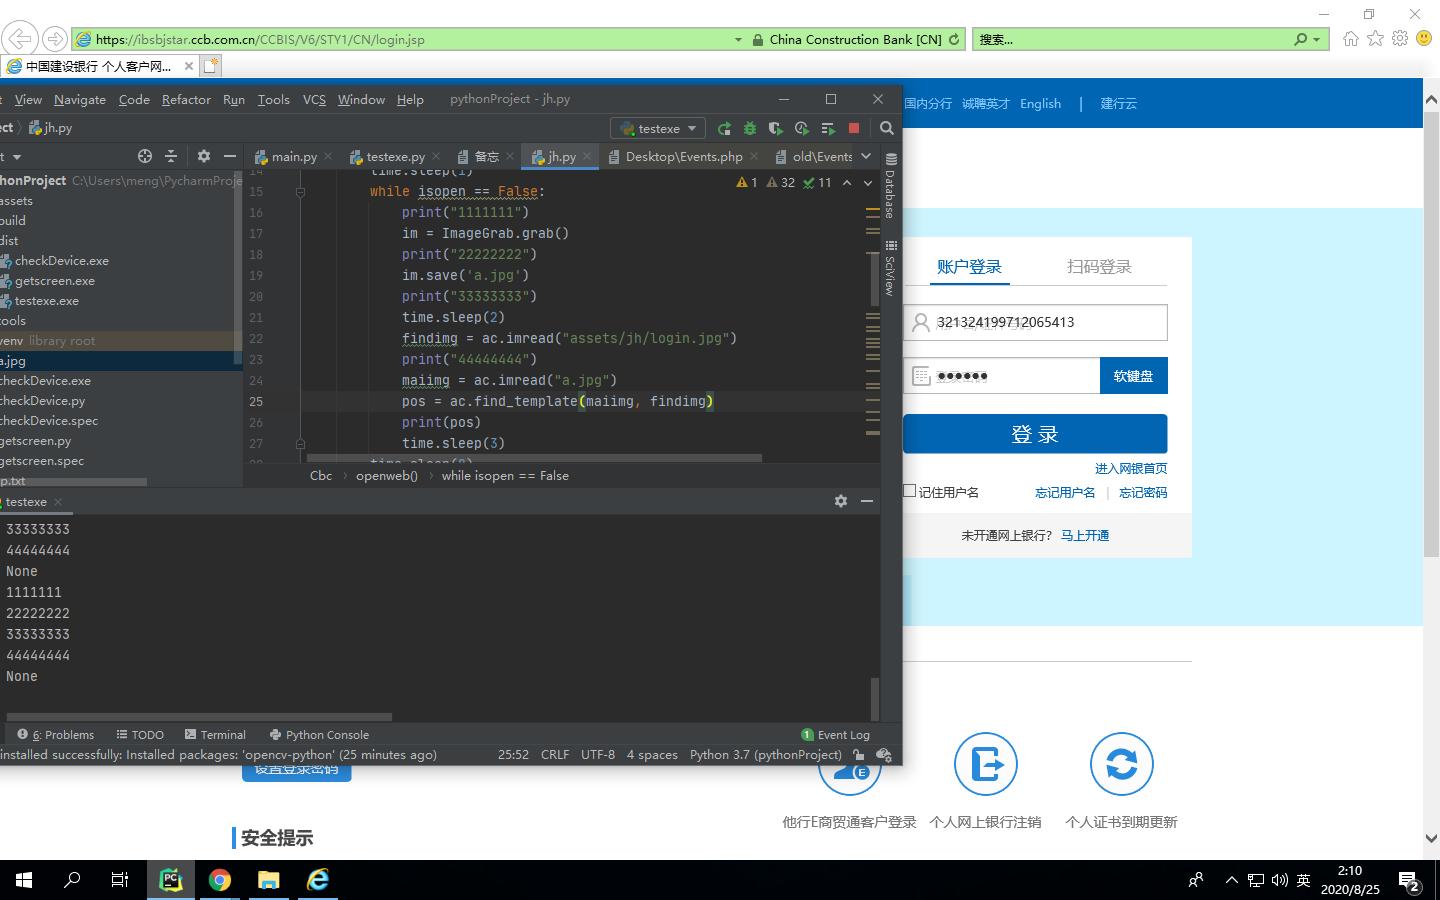 https://ibsbjstar.ccb.com.cn/CCBIS/V6/STY1/CN/login.jsp
China Construction Bank [CN]
搜索...
中国建设银行 个人客户网...
View Navigate Code Refactor Run Tools VCS Window Help pythonProject - jh.py
国内分行 诚聘英才 English | 建行云
jh.py
testexe
main.py testexe.py 备忘 jh.py Desktop\Events.php old\Events
thonProject C:\Users\meng\PycharmProje
assets
build
dist
checkDevice.exe
getscreen.exe
testexe.exe
tools
venv library root
a.jpg
checkDevice.exe
checkDevice.py
checkDevice.spec
getscreen.py
getscreen.spec
p.txt
14 time.sleep(1)
15 while isopen == False:
16 print("1111111")
17 im = ImageGrab.grab()
18 print("22222222")
19 im.save('a.jpg')
20 print("33333333")
21 time.sleep(2)
22 findimg = ac.imread("assets/jh/login.jpg")
23 print("44444444")
24 maiimg = ac.imread("a.jpg")
25 pos = ac.find_template(maiimg, findimg)
26 print(pos)
27 time.sleep(3)
1 32 11
Database
SciView
Cbc openweb() while isopen == False
testexe
33333333
44444444
None
1111111
22222222
33333333
44444444
None
6: Problems TODO Terminal Python Console 1 Event Log
installed successfully: Installed packages: 'opencv-python' (25 minutes ago) 25:52 CRLF UTF-8 4 spaces Python 3.7 (pythonProject)
账户登录 扫码登录
321324199712065413
软键盘
登 录
进入网银首页
记住用户名 忘记用户名 | 忘记密码
未开通网上银行? 马上开通
设置登录密码
他行E商贸通客户登录 个人网上银行注销 个人证书到期更新
安全提示
英
2:10
2020/8/25
2